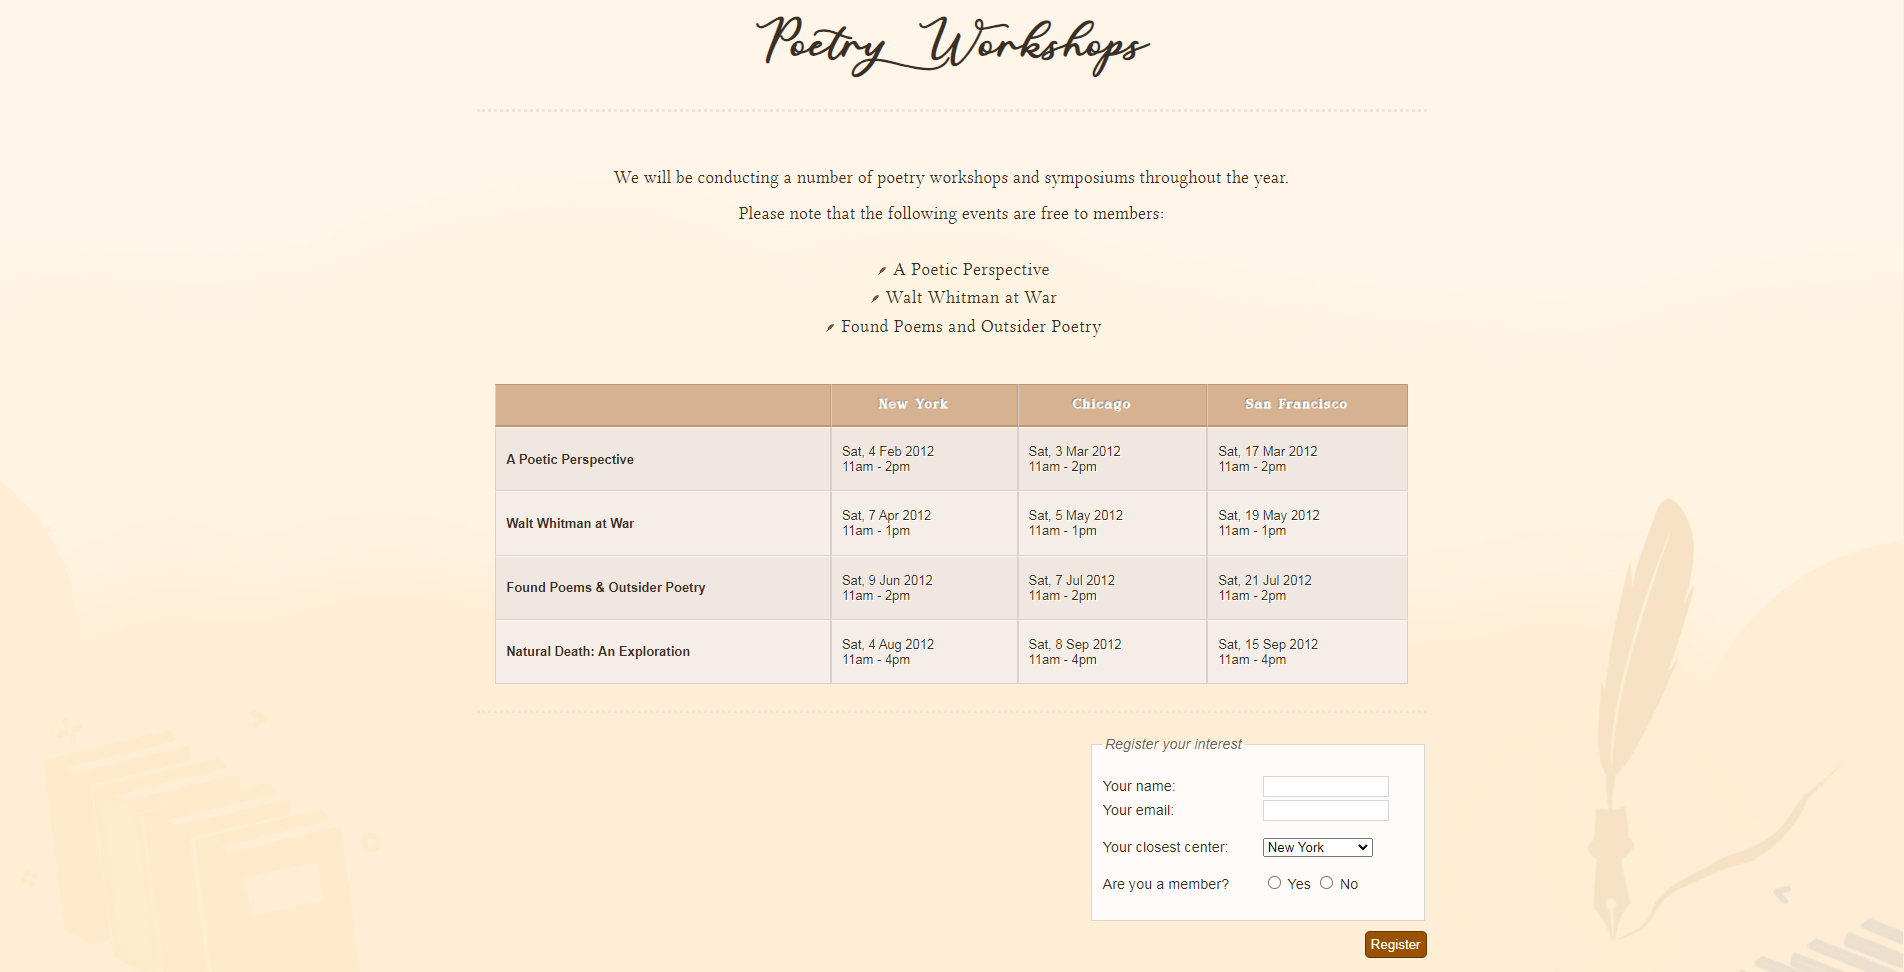 Poetry Workshops
We will be conducting a number of poetry workshops and symposiums throughout the year.
Please note that the following events are free to members:
A Poetic Perspective
Walt Whitman at War
Found Poems and Outsider Poetry
New York Chicago San Francisco
A Poetic Perspective
Sat, 4 Feb 2012
11am - 2pm
Sat, 3 Mar 2012
11am - 2pm
Sat, 17 Mar 2012
11am - 2pm
Walt Whitman at War
Sat, 7 Apr 2012
11am - 1pm
Sat, 5 May 2012
11am - 1pm
Sat, 19 May 2012
11am - 1pm
Found Poems & Outsider Poetry
Sat, 9 Jun 2012
11am - 2pm
Sat, 7 Jul 2012
11am - 2pm
Sat, 21 Jul 2012
11am - 2pm
Natural Death: An Exploration
Sat, 4 Aug 2012
11am - 4pm
Sat, 8 Sep 2012
11am - 4pm
Sat, 15 Sep 2012
11am - 4pm
Register your interest
Your name:
Your email:
Your closest center: New York
Are you a member? Yes No
Register